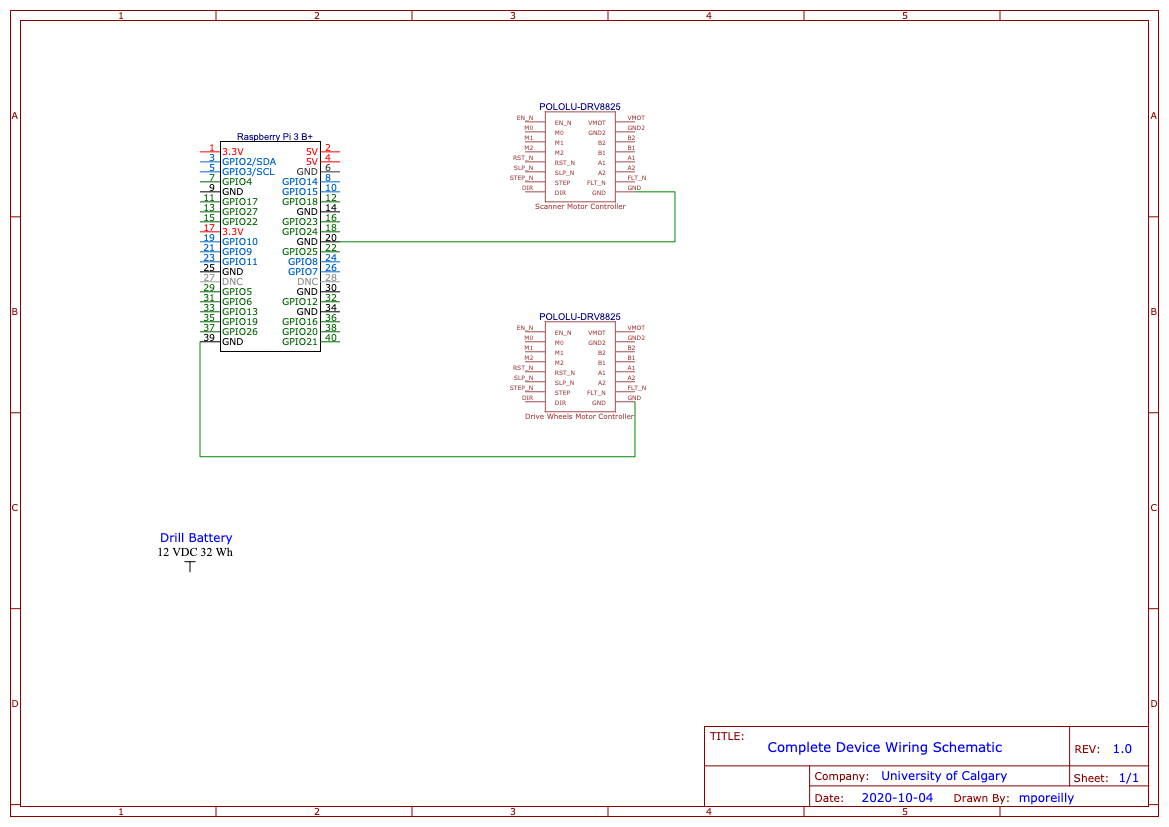 1 2 3 4 5
A A
B B
C C
D D
POLOLU-DRV8825
EN_N EN_N VMOT VMOT
M0 M0 GND2 GND2
M1 M1 B2 B2
M2 M2 B1 B1
RST_N RST_N A1 A1
SLP_N SLP_N A2 A2
STEP_N STEP FLT_N FLT_N
DIR DIR GND GND
Scanner Motor Controller
Raspberry Pi 3 B+
1 3.3V 5V 2
3 GPIO2/SDA 5V 4
5 GPIO3/SCL GND 6
7 GPIO4 GPIO14 8
9 GND GPIO15 10
11 GPIO17 GPIO18 12
13 GPIO27 GND 14
15 GPIO22 GPIO23 16
17 3.3V GPIO24 18
19 GPIO10 GND 20
21 GPIO9 GPIO25 22
23 GPIO11 GPIO8 24
25 GND GPIO7 26
27 DNC DNC 28
29 GPIO5 GND 30
31 GPIO6 GPIO12 32
33 GPIO13 GND 34
35 GPIO19 GPIO16 36
37 GPIO26 GPIO20 38
39 GND GPIO21 40
POLOLU-DRV8825
EN_N EN_N VMOT VMOT
M0 M0 GND2 GND2
M1 M1 B2 B2
M2 M2 B1 B1
RST_N RST_N A1 A1
SLP_N SLP_N A2 A2
STEP_N STEP FLT_N FLT_N
DIR DIR GND GND
Drive Wheels Motor Controller
Drill Battery
12 VDC 32 Wh
TITLE:
Complete Device Wiring Schematic
REV: 1.0
Company: University of Calgary
Sheet: 1/1
Date: 2020-10-04 Drawn By: mporeilly
1 2 3 4 5